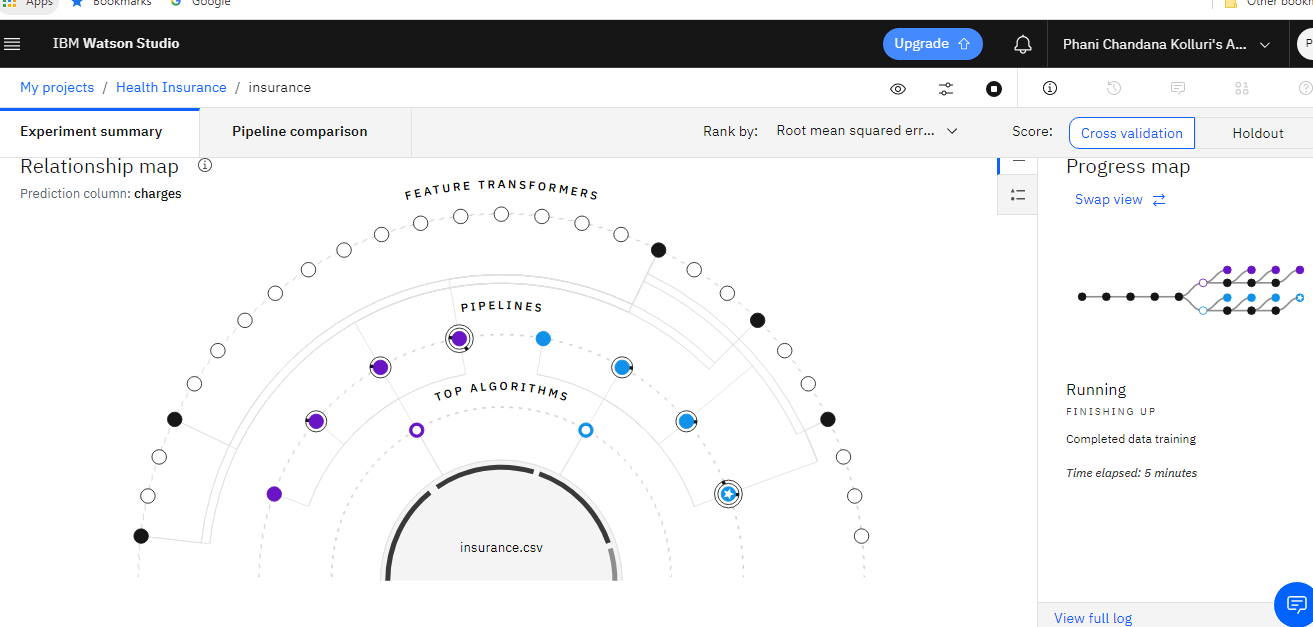 Apps Bookmarks Google Other bookm
IBM Watson Studio Upgrade Phani Chandana Kolluri's A... P
My projects / Health Insurance / insurance
Experiment summary Pipeline comparison Rank by: Root mean squared err... Score: Cross validation Holdout
Relationship map
Prediction column: charges
FEATURE TRANSFORMERS
PIPELINES
TOP ALGORITHMS
insurance.csv
Progress map
Swap view
Running
FINISHING UP
Completed data training
Time elapsed: 5 minutes
View full log